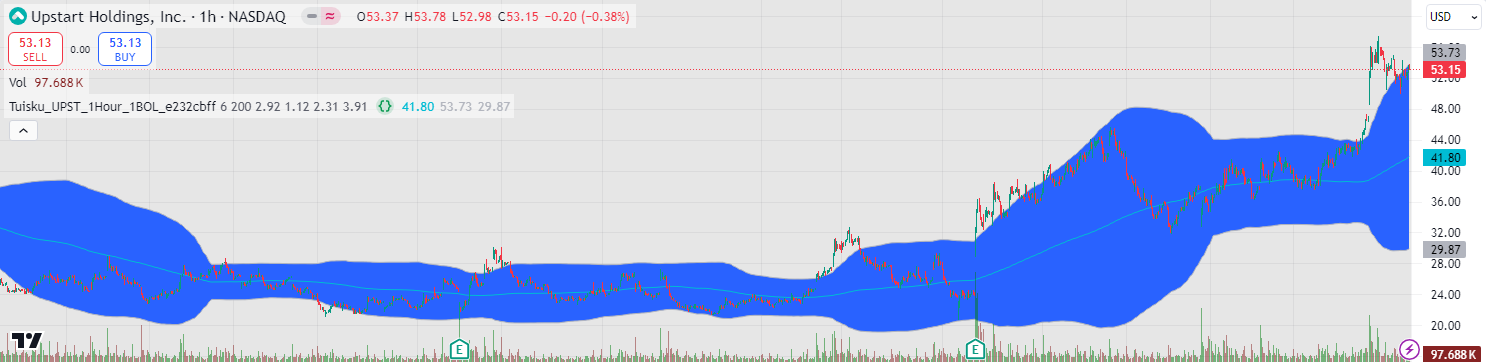 Upstart Holdings, Inc. · 1h · NASDAQ O53.37 H53.78 L52.98 C53.15 −0.20 (−0.38%)
USD
53.13 SELL
0.00
53.13 BUY
Vol 97.688 K
Tuisku_UPST_1Hour_1BOL_e232cbff 6 200 2.92 1.12 2.31 3.91 {} 41.80 53.73 29.87
53.73
53.15
48.00
44.00
41.80
40.00
36.00
32.00
29.87
28.00
24.00
20.00
97.688 K
E
E